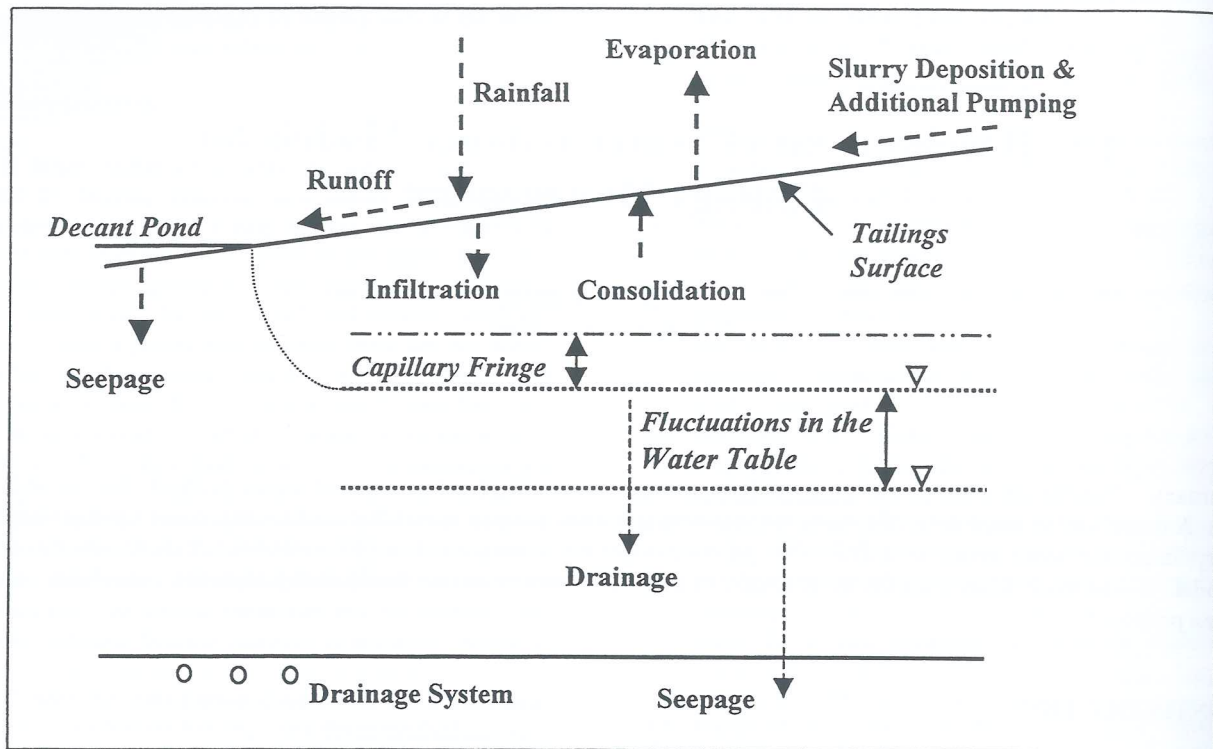 Evaporation
Slurry Deposition &
Additional Pumping
Rainfall
Runoff
Decant Pond
Tailings
Surface
Infiltration
Consolidation
Capillary Fringe
Seepage
Fluctuations in the
Water Table
Drainage
Drainage System
Seepage